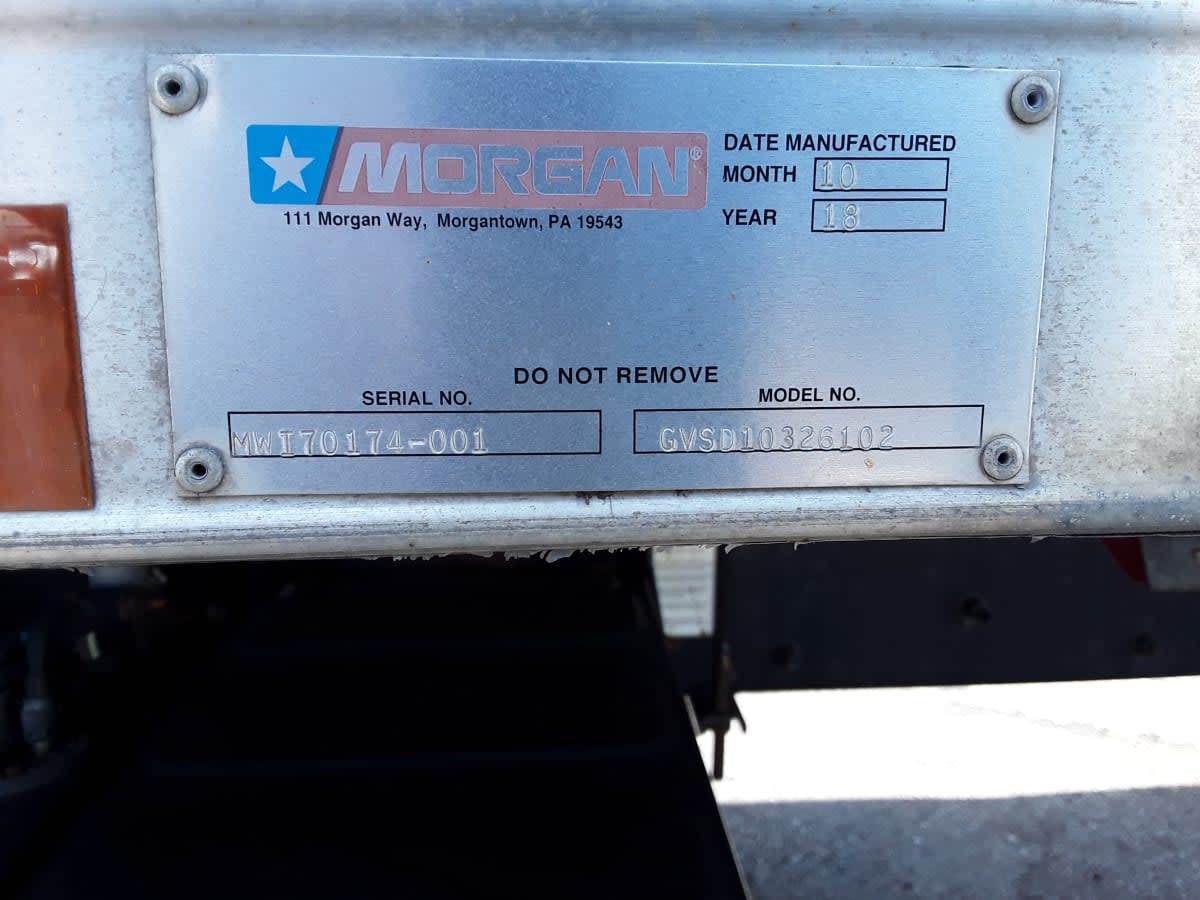 MORGAN®
111 Morgan Way, Morgantown, PA 19543
DATE MANUFACTURED
MONTH 10
YEAR 18
DO NOT REMOVE
SERIAL NO.
MWI70174-001
MODEL NO.
GVSD10326102